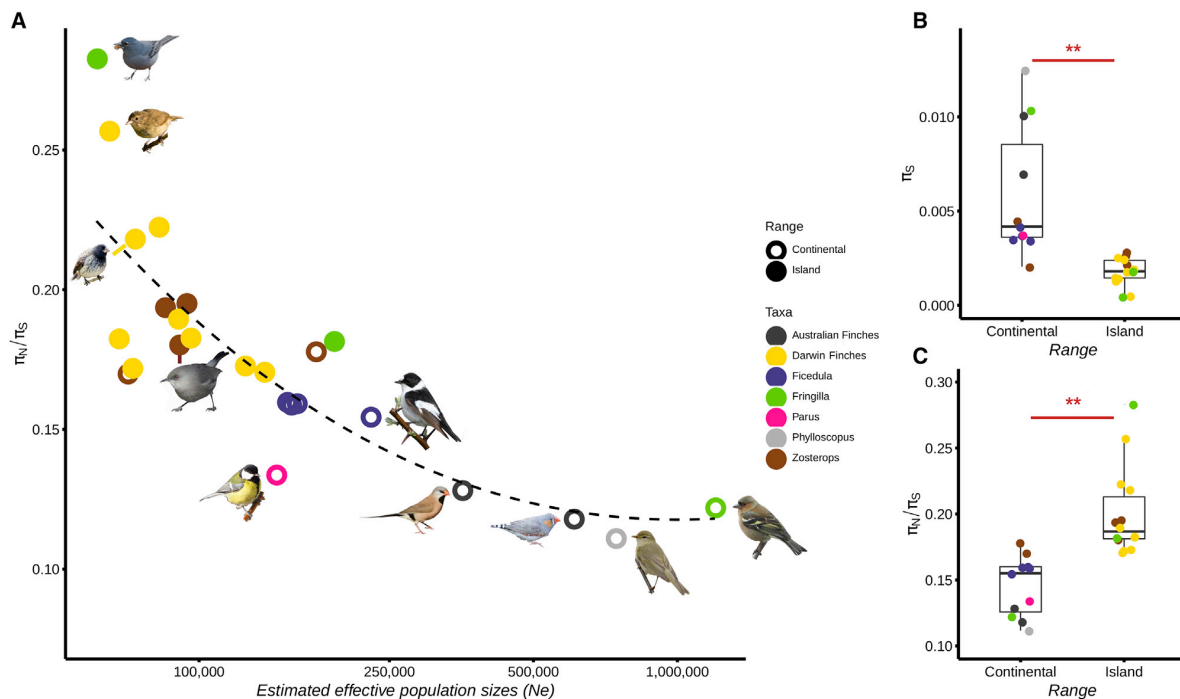 A
0.25
0.20
0.15
0.10
πN/πS
100,000
250,000
500,000
1,000,000
Estimated effective population sizes (Ne)
Range
Continental
Island
Taxa
Australian Finches
Darwin Finches
Ficedula
Fringilla
Parus
Phylloscopus
Zosterops
B
**
0.010
0.005
0.000
πS
Continental
Island
Range
C
**
0.30
0.25
0.20
0.15
0.10
πN/πS
Continental
Island
Range